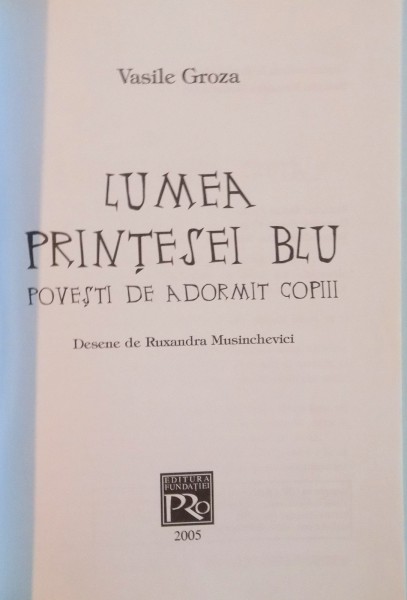 Vasile Groza
LUMEA
PRINȚESEI BLU
POVEȘTI DE ADORMIT COPIII
Desene de Ruxandra Musinchevici
EDITURA
FUNDAȚIEI
PRO
2005